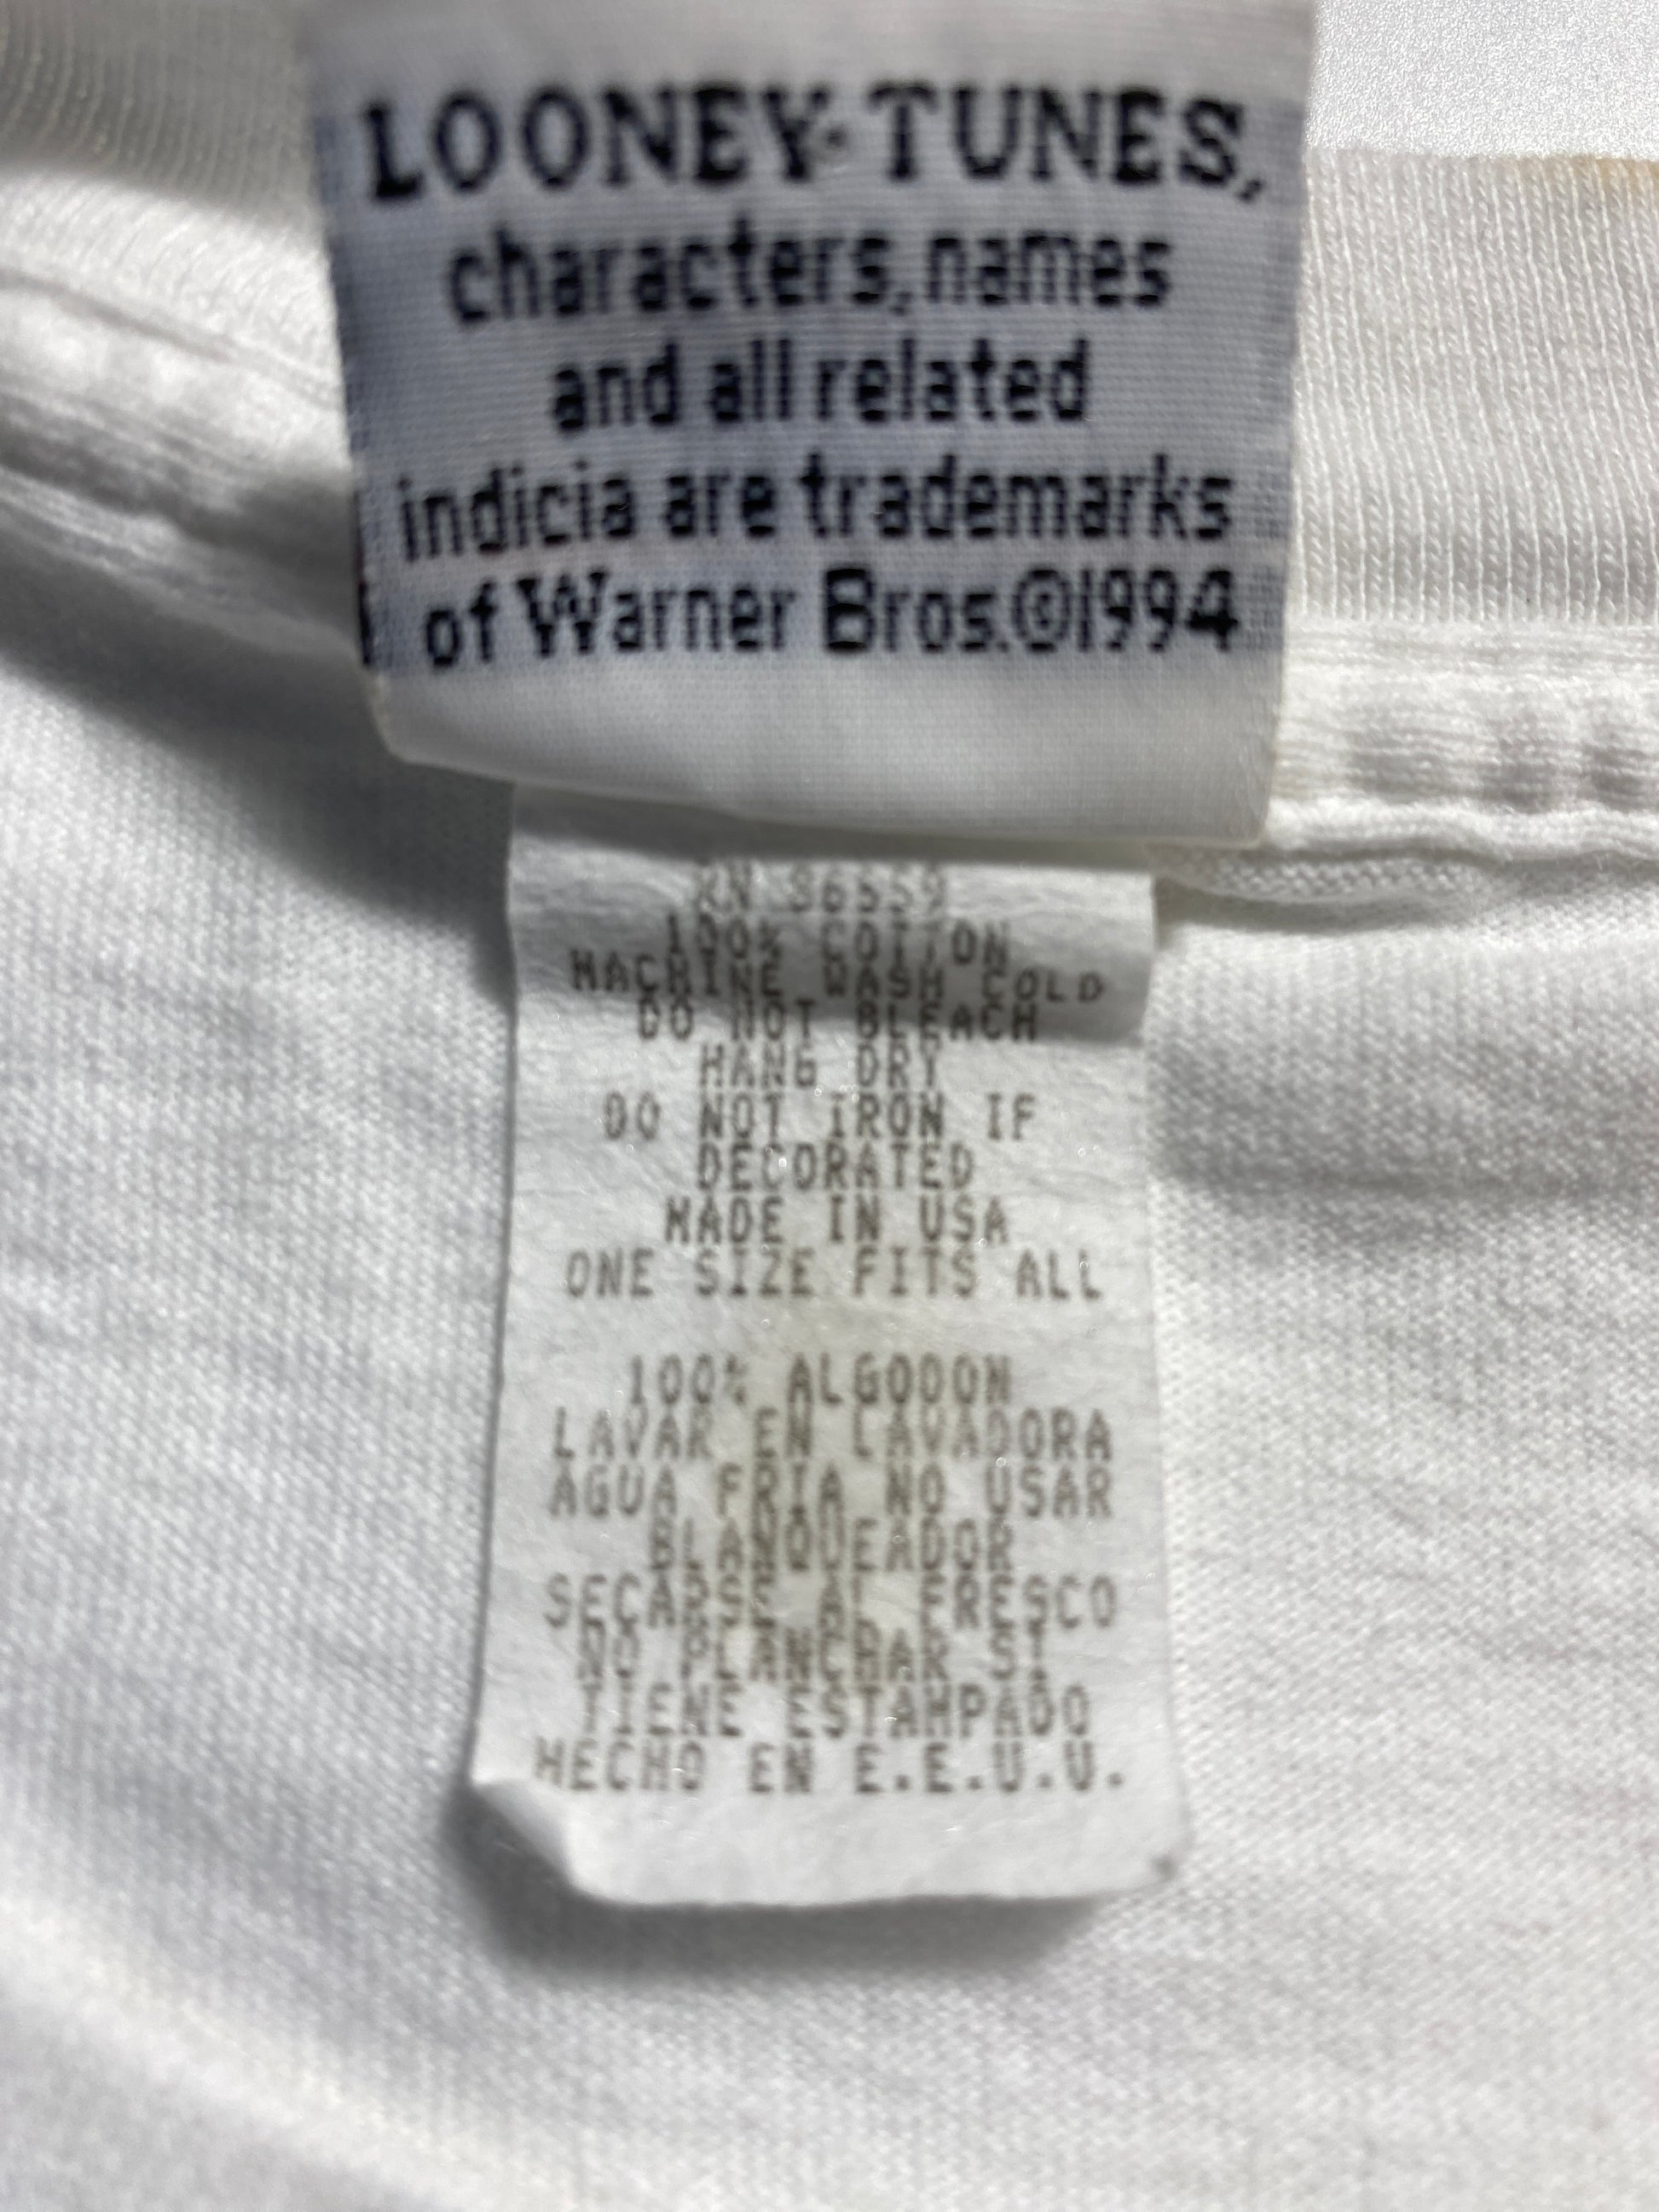 LOONEY TUNES,
characters, names
and all related
indicia are trademarks
of Warner Bros.©1994
RN 36559
100% COTTON
MACHINE WASH COLD
DO NOT BLEACH
HANG DRY
DO NOT IRON IF
DECORATED
MADE IN USA
ONE SIZE FITS ALL
100% ALGODON
LAVAR EN LAVADORA
AGUA FRIA NO USAR
BLANQUEADOR
SECARSE AL FRESCO
NO PLANCHAR SI
TIENE ESTAMPADO
HECHO EN E.E.U.U.